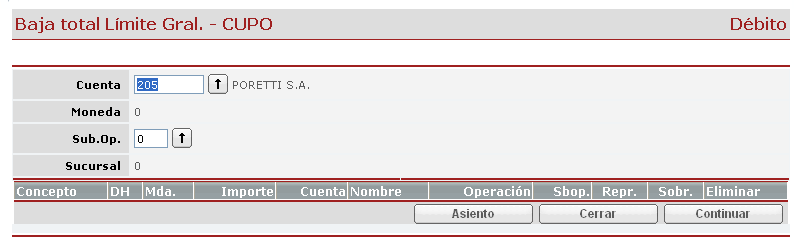 Baja total Límite Gral. - CUPO Débito
Cuenta 205 ↑ PORETTI S.A.
Moneda 0
Sub.Op. 0 ↑
Sucursal 0
Concepto DH Mda. Importe Cuenta Nombre Operación Sbop. Repr. Sobr. Eliminar
Asiento Cerrar Continuar